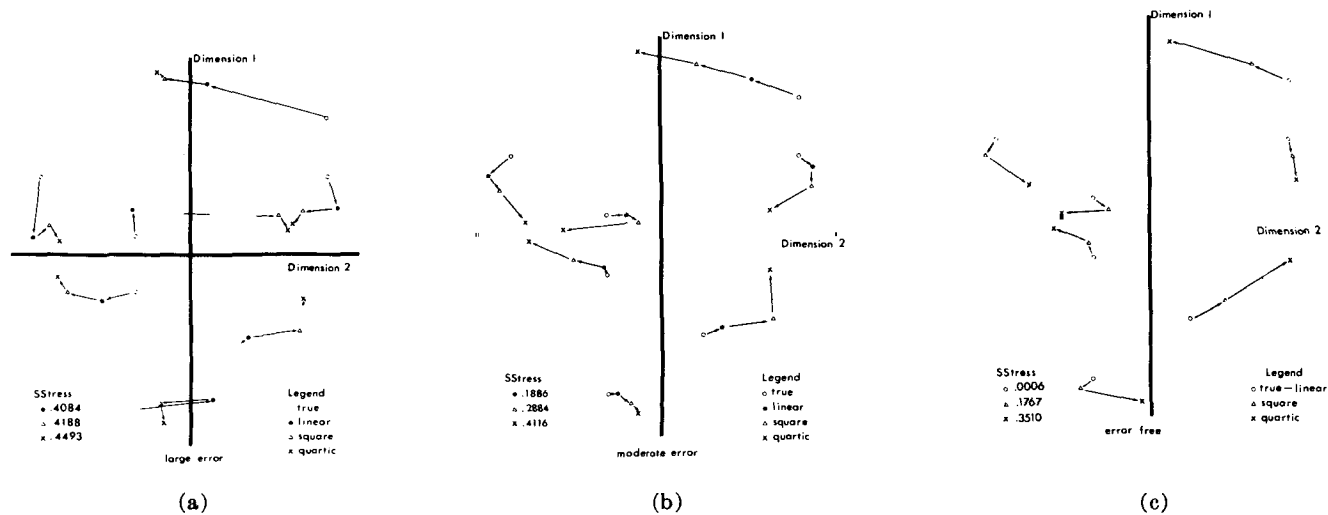 Dimension 1
Dimension 2
SStress
.4084
.4188
.4493
Legend
true
linear
square
quartic
large error
(a)
Dimension 1
Dimension 2
SStress
.1886
.2884
.4116
Legend
true
linear
square
quartic
moderate error
(b)
Dimension 1
Dimension 2
SStress
.0006
.1767
.3510
Legend
true-linear
square
quartic
error free
(c)